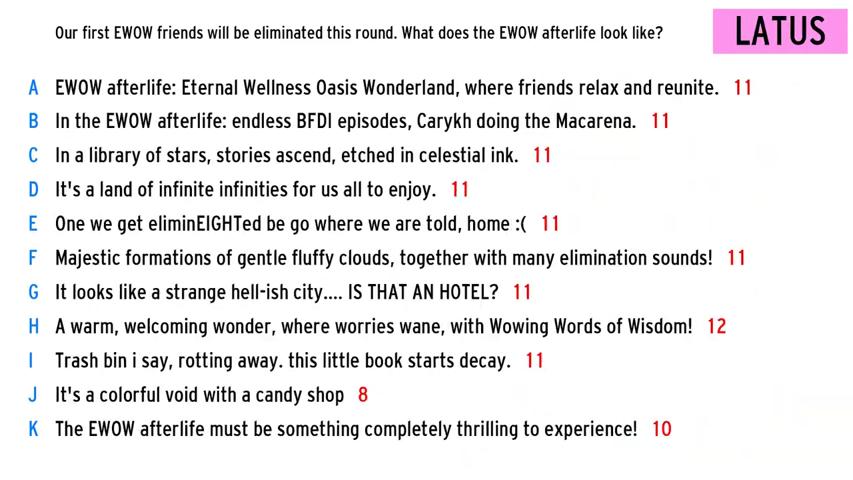 Our first EWOW friends will be eliminated this round. What does the EWOW afterlife look like?
LATUS
A EWOW afterlife: Eternal Wellness Oasis Wonderland, where friends relax and reunite. 11
B In the EWOW afterlife: endless BFDI episodes, Carykh doing the Macarena. 11
C In a library of stars, stories ascend, etched in celestial ink. 11
D It's a land of infinite infinities for us all to enjoy. 11
E One we get eliminEIGHTed be go where we are told, home :( 11
F Majestic formations of gentle fluffy clouds, together with many elimination sounds! 11
G It looks like a strange hell-ish city.... IS THAT AN HOTEL? 11
H A warm, welcoming wonder, where worries wane, with Wowing Words of Wisdom! 12
I Trash bin i say, rotting away. this little book starts decay. 11
J It's a colorful void with a candy shop 8
K The EWOW afterlife must be something completely thrilling to experience! 10